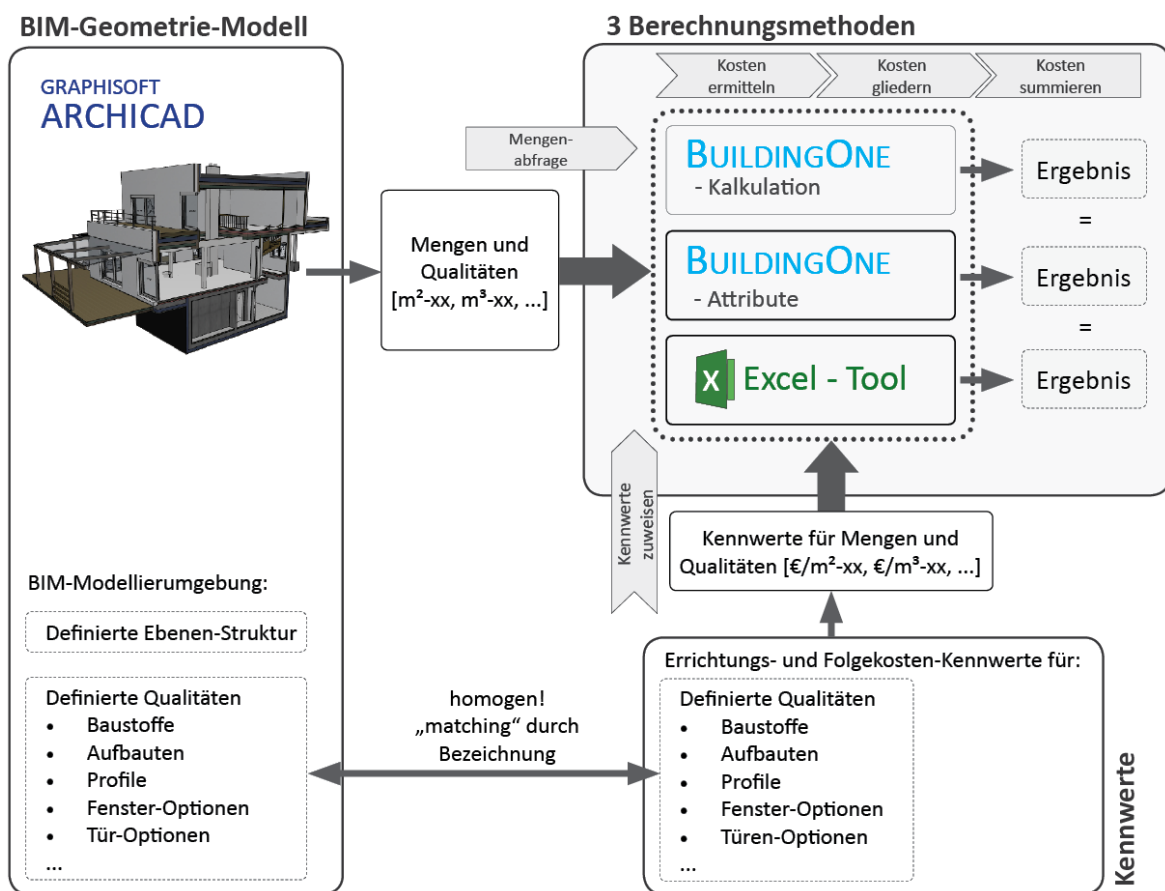 BIM-Geometrie-Modell
GRAPHISOFT
ARCHICAD
BIM-Modellierumgebung:
Definierte Ebenen-Struktur
Definierte Qualitäten
• Baustoffe
• Aufbauten
• Profile
• Fenster-Optionen
• Tür-Optionen
...
Mengen und
Qualitäten
[m²-xx, m³-xx, ...]
homogen!
„matching“ durch
Bezeichnung
3 Berechnungsmethoden
Kosten
ermitteln
Kosten
gliedern
Kosten
summieren
Mengen-
abfrage
BUILDINGONE
- Kalkulation
Ergebnis
=
BUILDINGONE
- Attribute
Ergebnis
=
X
Excel - Tool
Ergebnis
Kennwerte
zuweisen
Kennwerte für Mengen und
Qualitäten [€/m²-xx, €/m³-xx, ...]
Errichtungs- und Folgekosten-Kennwerte für:
Definierte Qualitäten
• Baustoffe
• Aufbauten
• Profile
• Fenster-Optionen
• Türen-Optionen
...
Kennwerte